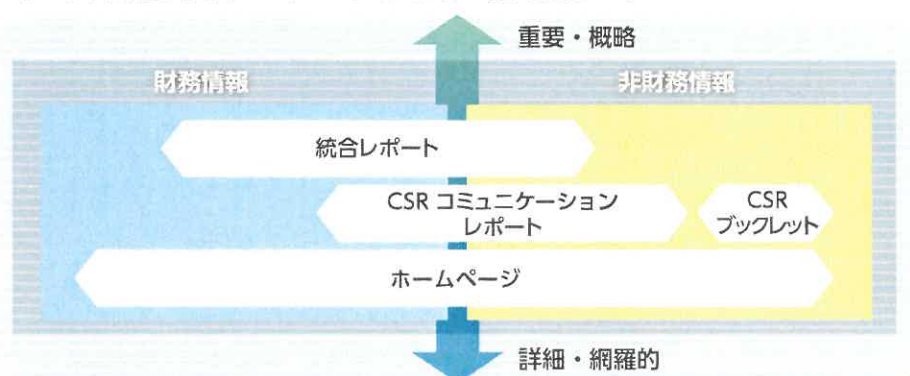 重要・概略
財務情報
非財務情報
統合レポート
CSR コミュニケーション
レポート
CSR
ブックレット
ホームページ
詳細・網羅的